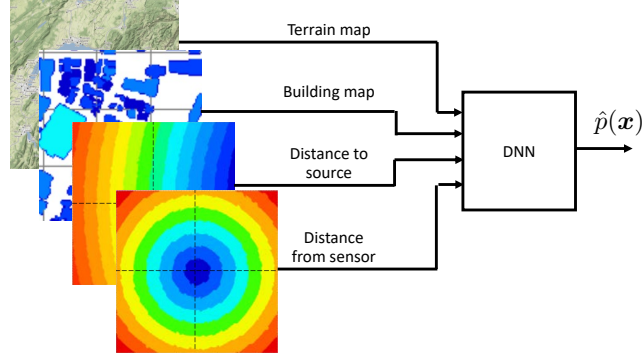 Terrain map
Building map
Distance to
source
Distance
from sensor
DNN
p̂(x)